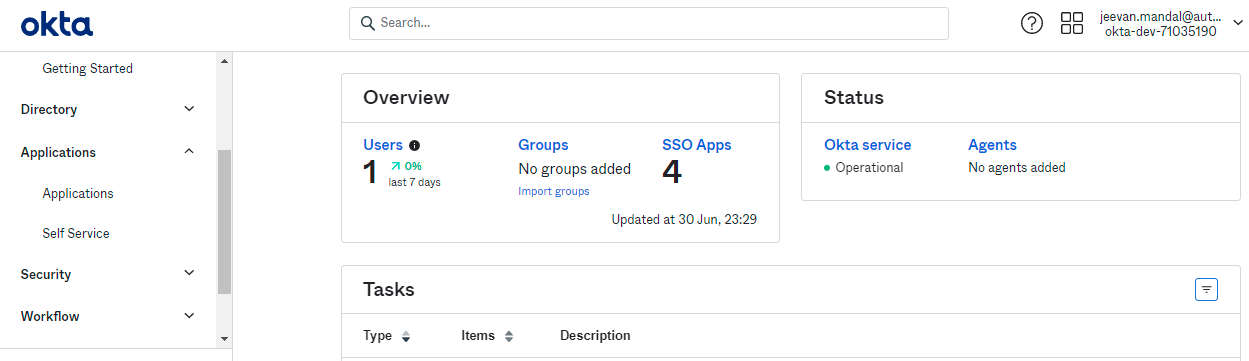 okta
Search...
jeevan.mandal@aut...
okta-dev-71035190
Getting Started
Directory
Applications
Applications
Self Service
Security
Workflow
Overview
Users
1
0%
last 7 days
Groups
No groups added
Import groups
SSO Apps
4
Updated at 30 Jun, 23:29
Status
Okta service
Operational
Agents
No agents added
Tasks
Type
Items
Description